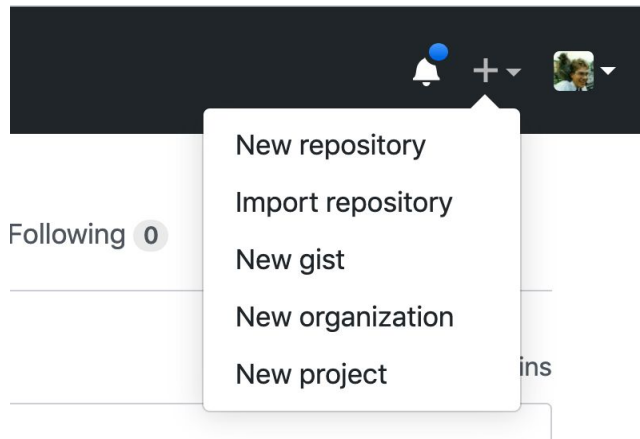 New repository
Import repository
Following 0
New gist
New organization
New project
ins